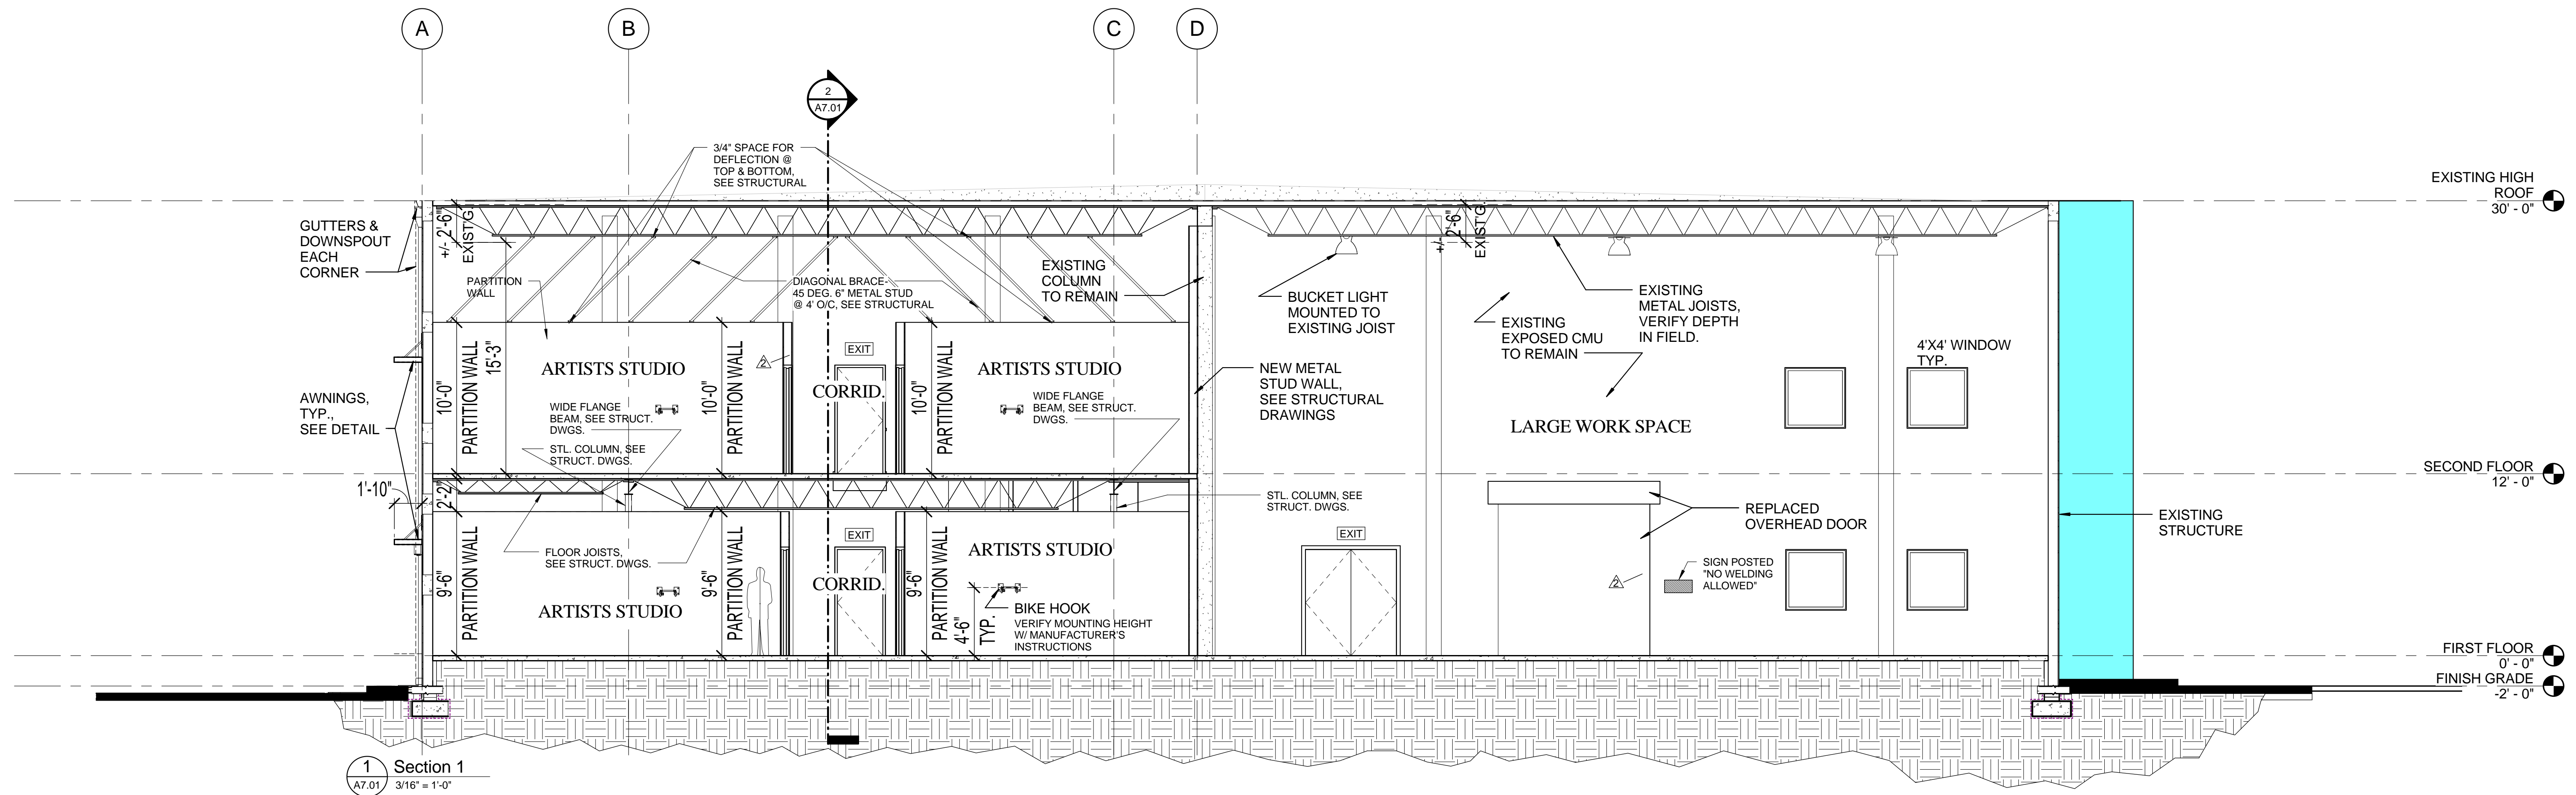 A
B
C
D
2
A7.01
3/4" SPACE FOR
DEFLECTION @
TOP & BOTTOM,
SEE STRUCTURAL
EXISTING HIGH
ROOF
30' - 0"
GUTTERS &
DOWNSPOUT
EACH
CORNER
+/- 2'-6"
EXIST'G.
+/- 2'-6"
EXIST'G.
PARTITION
WALL
DIAGONAL BRACE-
45 DEG. 6" METAL STUD
@ 4' O/C, SEE STRUCTURAL
EXISTING
COLUMN
TO REMAIN
BUCKET LIGHT
MOUNTED TO
EXISTING JOIST
EXISTING
EXPOSED CMU
TO REMAIN
EXISTING
METAL JOISTS,
VERIFY DEPTH
IN FIELD.
4'X4' WINDOW
TYP.
10'-0"
PARTITION WALL
15'-3"
ARTISTS STUDIO
10'-0"
PARTITION WALL
2
EXIT
CORRID.
10'-0"
PARTITION WALL
ARTISTS STUDIO
WIDE FLANGE
BEAM, SEE STRUCT.
DWGS.
WIDE FLANGE
BEAM, SEE STRUCT.
DWGS.
STL. COLUMN, SEE
STRUCT. DWGS.
NEW METAL
STUD WALL,
SEE STRUCTURAL
DRAWINGS
LARGE WORK SPACE
AWNINGS,
TYP.,
SEE DETAIL
SECOND FLOOR
12' - 0"
1'-10"
2'-2"
STL. COLUMN, SEE
STRUCT. DWGS.
REPLACED
OVERHEAD DOOR
EXISTING
STRUCTURE
9'-6"
PARTITION WALL
FLOOR JOISTS,
SEE STRUCT. DWGS.
ARTISTS STUDIO
9'-6"
PARTITION WALL
EXIT
CORRID.
9'-6"
PARTITION WALL
ARTISTS STUDIO
4'-6"
TYP.
BIKE HOOK
VERIFY MOUNTING HEIGHT
W/ MANUFACTURER'S
INSTRUCTIONS
EXIT
2
SIGN POSTED
"NO WELDING
ALLOWED"
FIRST FLOOR
0' - 0"
FINISH GRADE
-2' - 0"
1
A7.01
Section 1
3/16" = 1'-0"